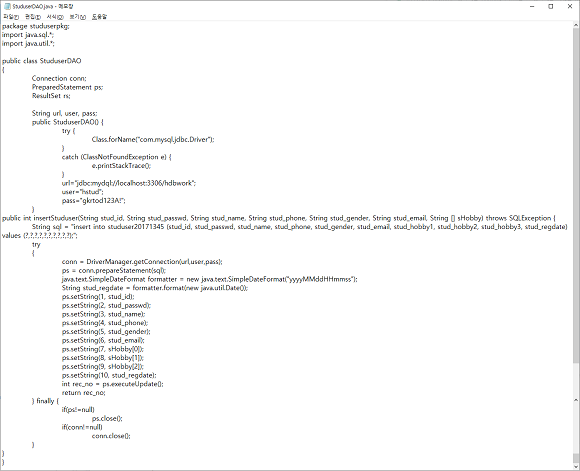 StuduserDAO.java - 메모장
파일(F) 편집(E) 서식(O) 보기(V) 도움말
package studuserpkg;
import java.sql.*;
import java.util.*;
public class StuduserDAO
{
Connection conn;
PreparedStatement ps;
ResultSet rs;
String url, user, pass;
public StuduserDAO() {
try {
Class.forName("com.mysql.jdbc.Driver");
}
catch (ClassNotFoundException e) {
e.printStackTrace();
}
url="jdbc:mydql://localhost:3306/hdbwork";
user="hstud";
pass="gkrtod123A!";
}
public int insertStuduser(String stud_id, String stud_passwd, String stud_name, String stud_phone, String stud_gender, String stud_email, String [] sHobby) throws SQLException {
String sql = "insert into studuser20171345 (stud_id, stud_passwd, stud_name, stud_phone, stud_gender, stud_email, stud_hobby1, stud_hobby2, stud_hobby3, stud_regdate)
values (?,?,?,?,?,?,?,?,?,?);";
try
{
conn = DriverManager.getConnection(url,user,pass);
ps = conn.prepareStatement(sql);
java.text.SimpleDateFormat formatter = new java.text.SimpleDateFormat("yyyyMMddHHmmss");
String stud_regdate = formatter.format(new java.util.Date());
ps.setString(1, stud_id);
ps.setString(2, stud_passwd);
ps.setString(3, stud_name);
ps.setString(4, stud_phone);
ps.setString(5, stud_gender);
ps.setString(6, stud_email);
ps.setString(7, sHobby[0]);
ps.setString(8, sHobby[1]);
ps.setString(9, sHobby[2]);
ps.setString(10, stud_regdate);
int rec_no = ps.executeUpdate();
return rec_no;
} finally {
if(ps!=null)
ps.close();
if(conn!=null)
conn.close();
}
}
}